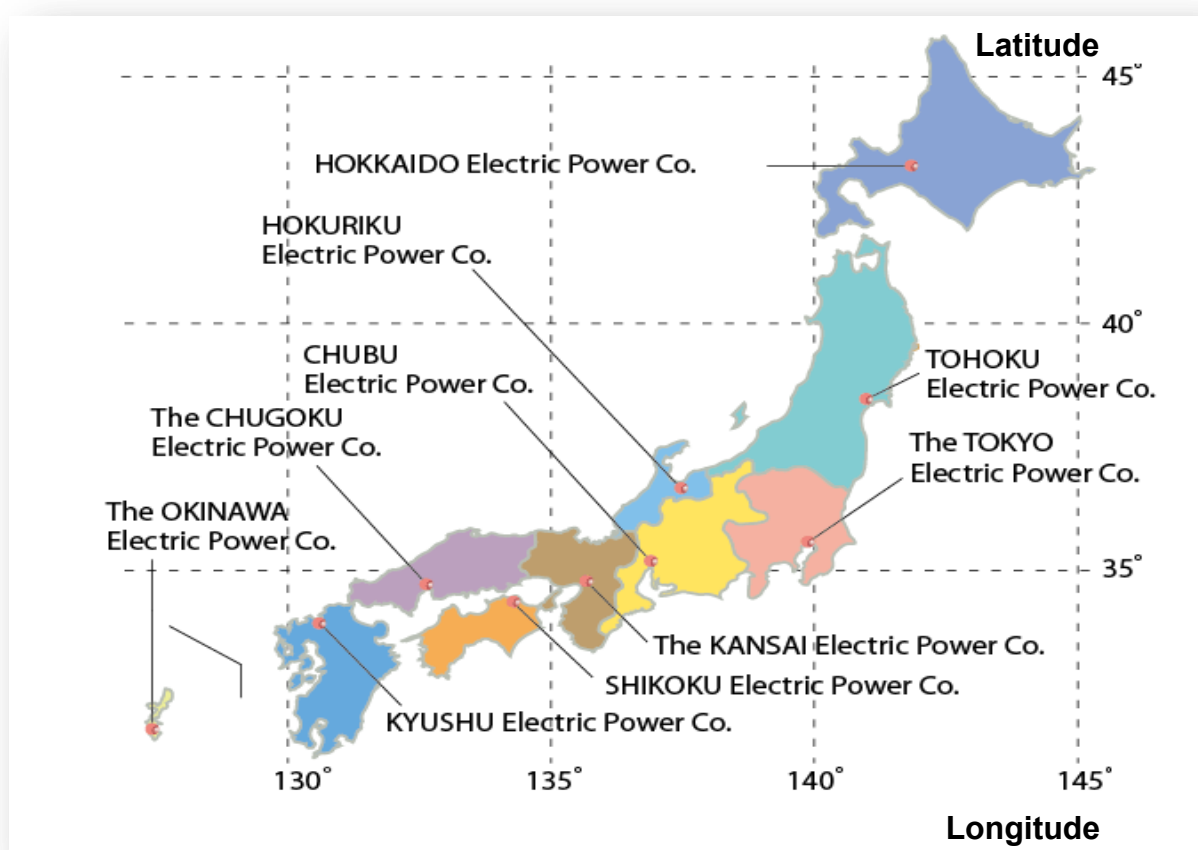 Latitude
45°
HOKKAIDO Electric Power Co.
HOKURIKU
Electric Power Co.
40°
CHUBU
Electric Power Co.
TOHOKU
Electric Power Co.
The CHUGOKU
Electric Power Co.
The TOKYO
Electric Power Co.
The OKINAWA
Electric Power Co.
35°
The KANSAI Electric Power Co.
SHIKOKU Electric Power Co.
KYUSHU Electric Power Co.
130°
135°
140°
145°
Longitude